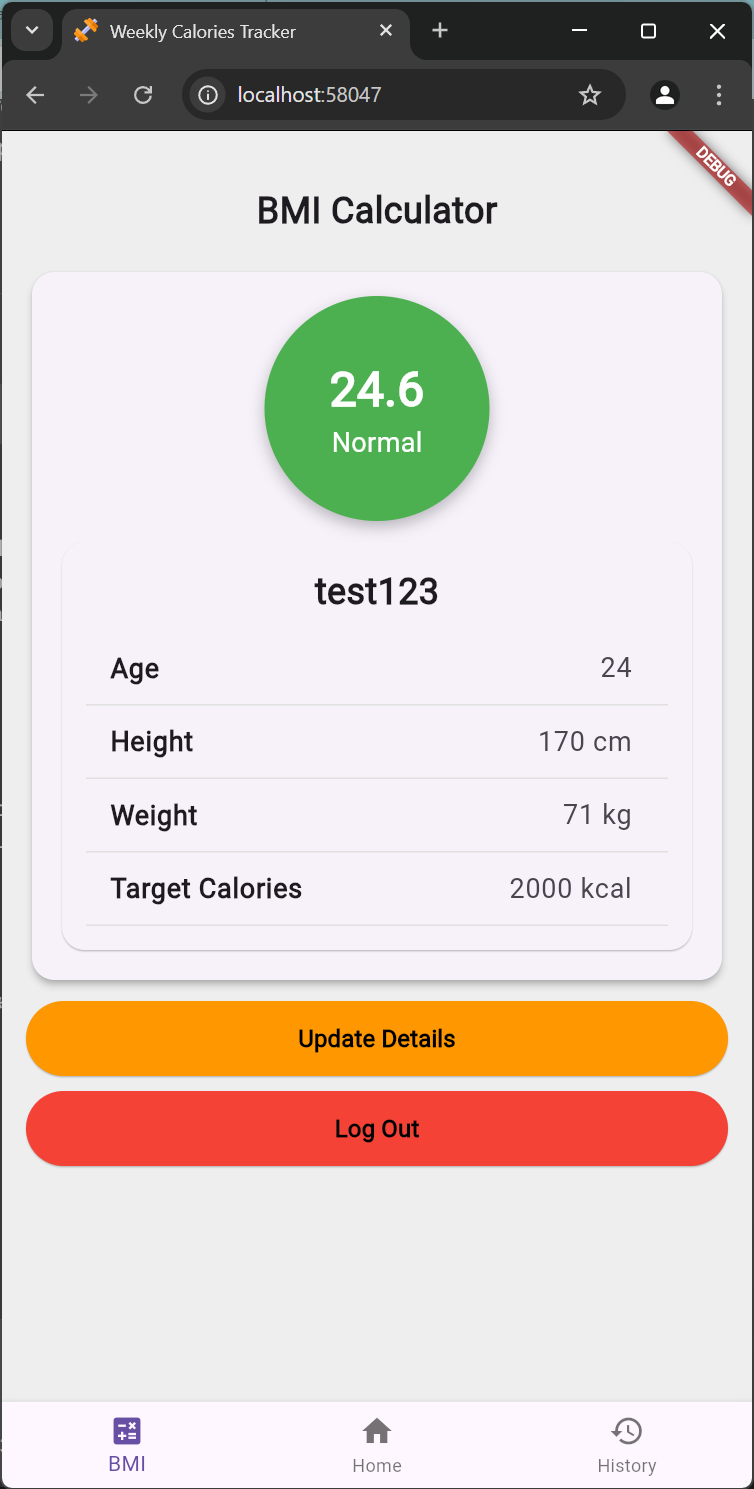 Weekly Calories Tracker
localhost:58047
DEBUG
BMI Calculator
24.6
Normal
test123
Age 24
Height 170 cm
Weight 71 kg
Target Calories 2000 kcal
Update Details
Log Out
BMI Home History